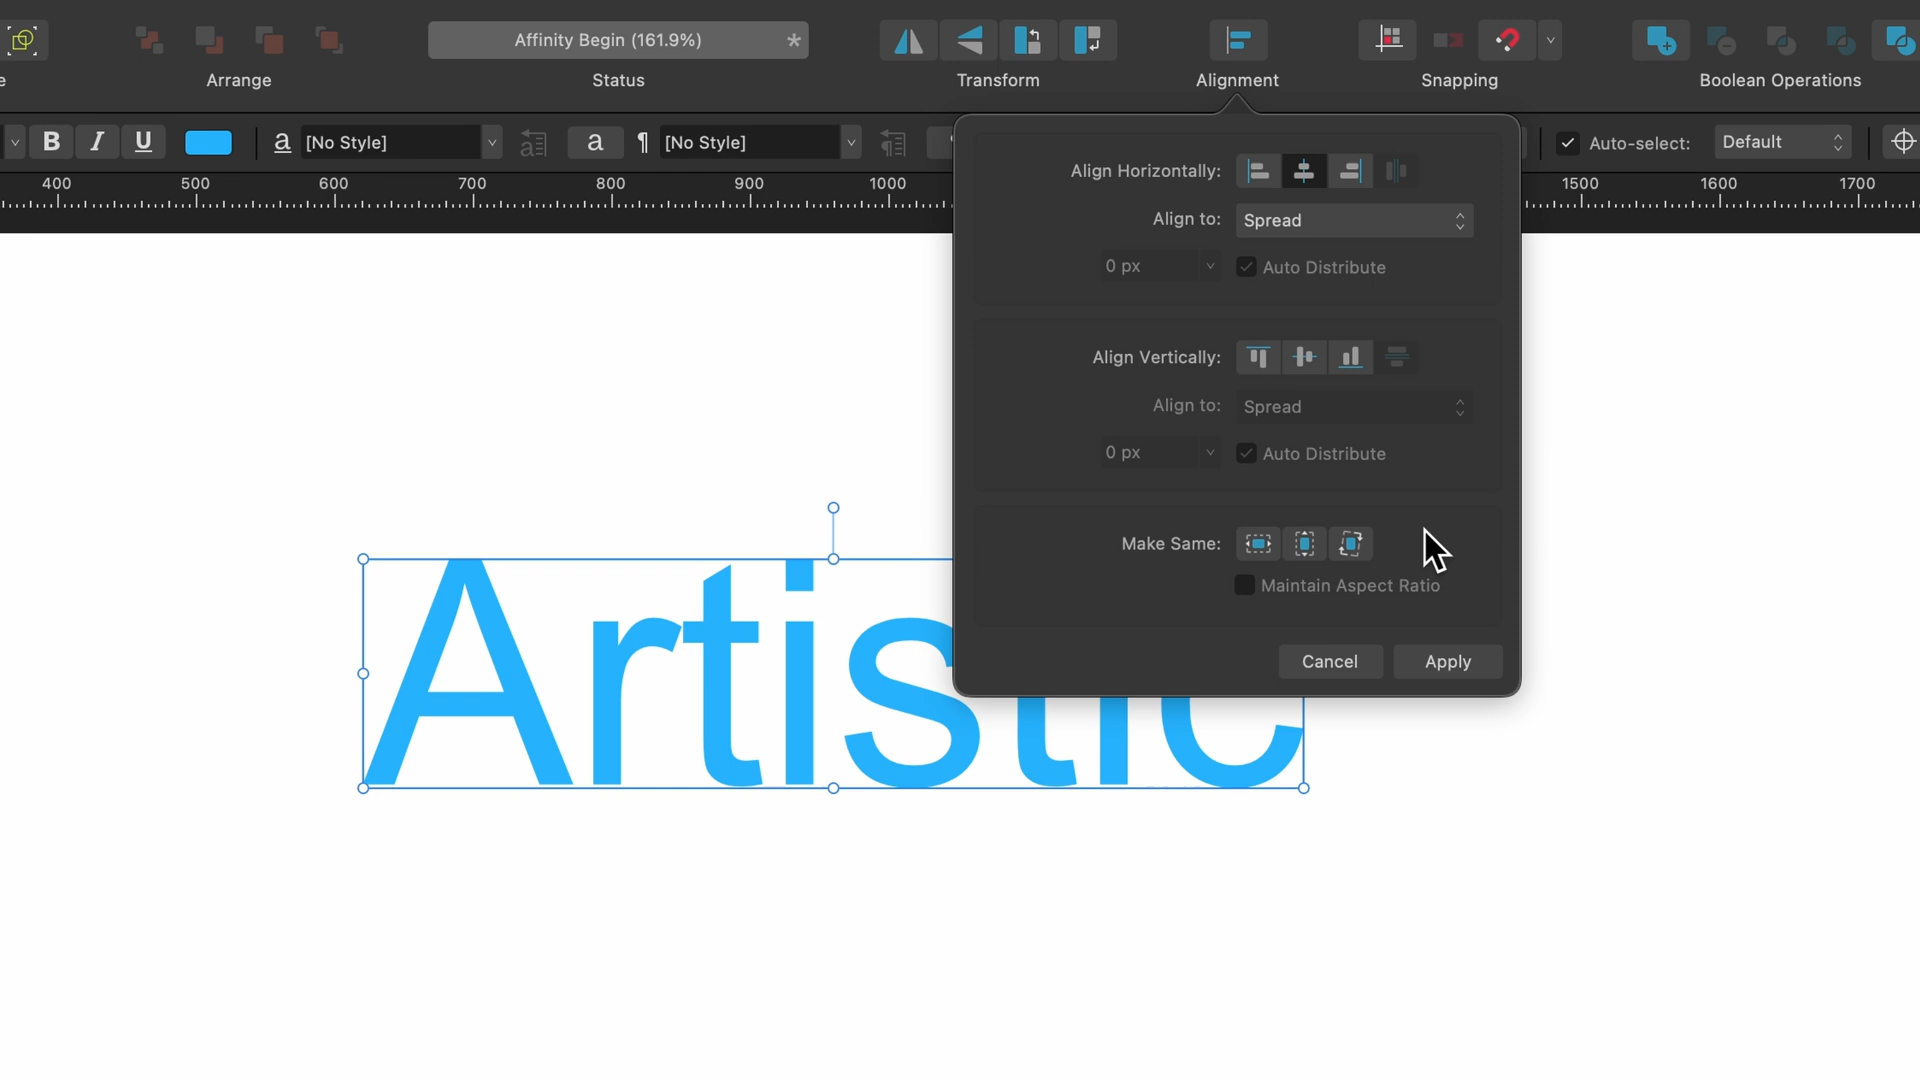 Affinity Begin (161.9%) *
e
Arrange
Status
Transform
Alignment
Snapping
Boolean Operations
B I U a [No Style] a ¶ [No Style]
Auto-select: Default
400 500 600 700 800 900 1000 1500 1600 1700
Align Horizontally:
Align to: Spread
0 px Auto Distribute
Align Vertically:
Align to: Spread
0 px Auto Distribute
Make Same:
Maintain Aspect Ratio
Cancel Apply
Artistic